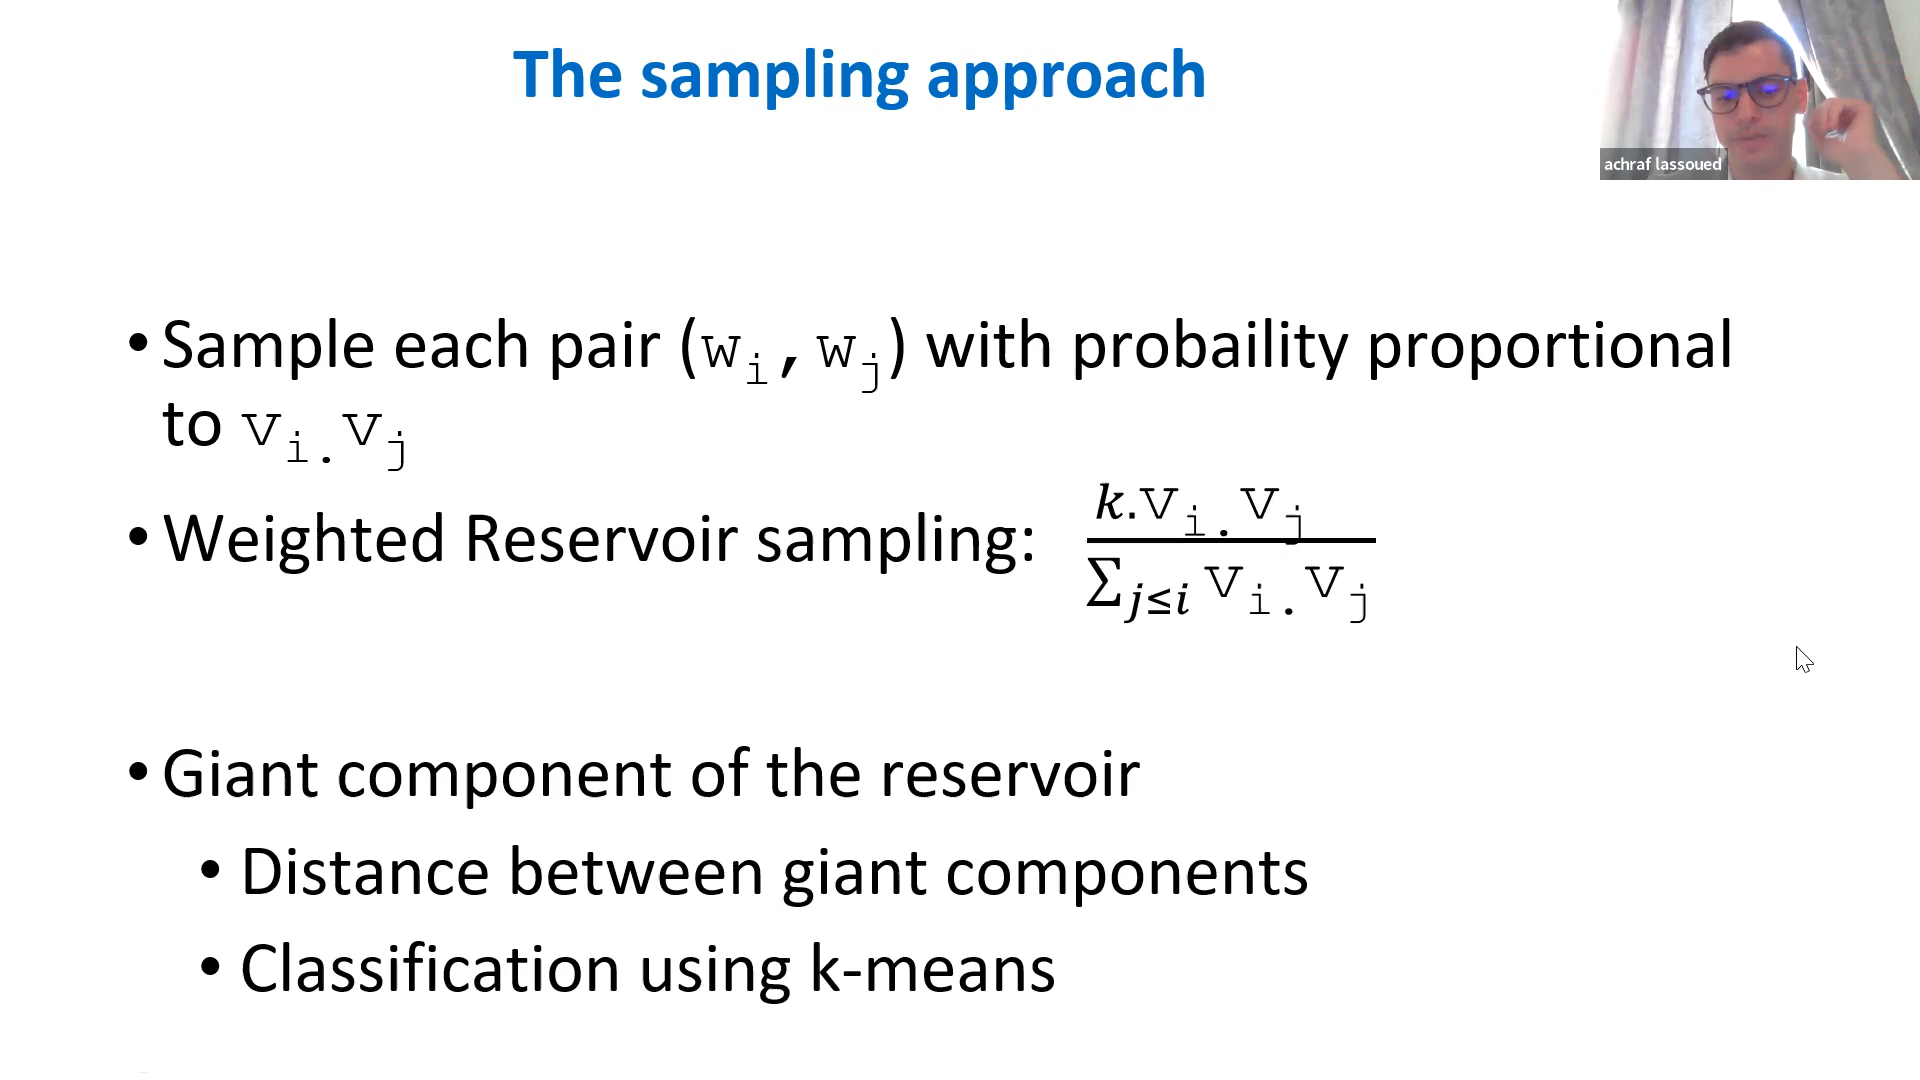 The sampling approach
achraf lassoued
• Sample each pair (wᵢ, wⱼ) with probaility proportional
to vᵢ.vⱼ
• Weighted Reservoir sampling: k.vᵢ.vⱼ / ∑j≤i vᵢ.vⱼ
• Giant component of the reservoir
• Distance between giant components
• Classification using k-means